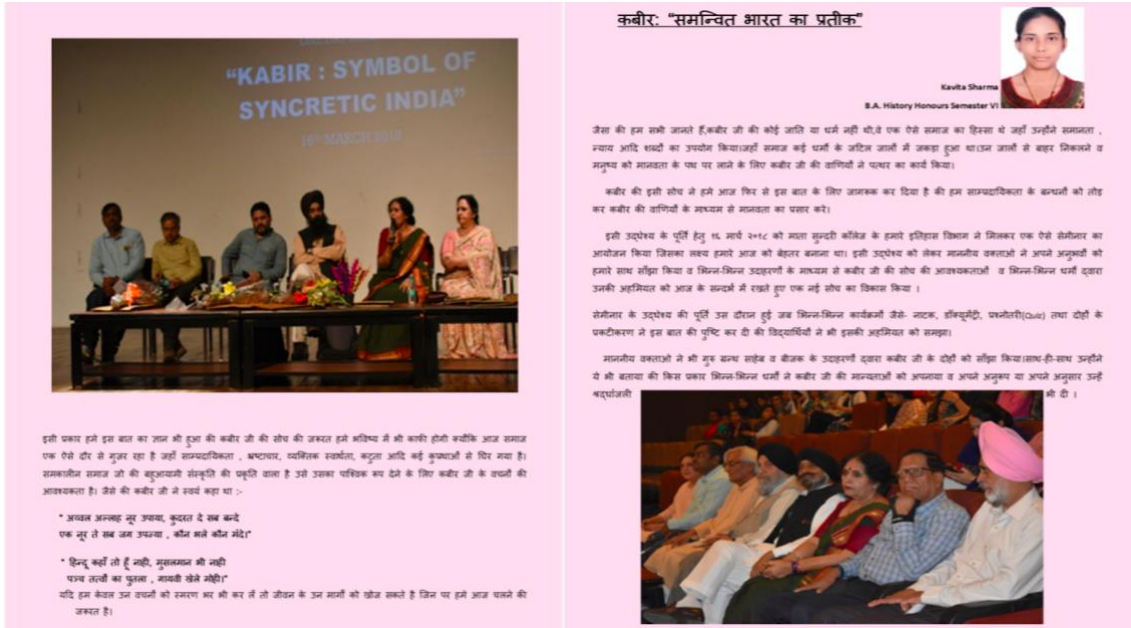 "KABIR : SYMBOL OF
SYNCRETIC INDIA"
16TH MARCH 2018
इसी प्रकार हमे इस बात का ज्ञान भी हुआ की कबीर जी की सोच की जरूरत हमे भविष्य में भी काफी होगी क्योंकि आज समाज
एक ऐसे दौर से गुजर रहा है जहाँ साम्प्रदायिकता , भ्रष्टाचार, व्यक्तिक स्वार्थता, कटुता आदि कई कुप्रथाओं से घिर गया है।
समकालीन समाज जो की बहुआयामी संस्कृति की प्रकृति वाला है उसे उसका पाश्विक रूप देने के लिए कबीर जी के वचनों की
आवश्यकता है। जैसे की कबीर जी ने स्वयं कहा था :-
" अव्वल अल्लाह नूर उपाया, कुदरत दे सब बन्दे
एक नूर ते सब जग उपज्या , कौन भले कौन मंदे।"
" हिन्दू कहाँ तो हूँ नाही, मुसलमान भी नाही
पञ्च तत्वों का पुतला , गायवी खेले मोही।"
यदि हम केवल उन वचनों को स्मरण भर भी कर लें तो जीवन के उन मार्गों को खोज सकते है जिन पर हमे आज चलने की
जरूरत है।
कबीर: "समन्वित भारत का प्रतीक"
Kavita Sharma
B.A. History Honours Semester VI
जैसा की हम सभी जानते हैं,कबीर जी की कोई जाति या धर्म नहीं थी,वे एक ऐसे समाज का हिस्सा थे जहाँ उन्होंने समानता ,
न्याय आदि शब्दों का उपयोग किया।जहाँ समाज कई धर्मों के जटिल जालों में जकड़ा हुआ था।उन जालों से बाहर निकलने व
मनुष्य को मानवता के पथ पर लाने के लिए कबीर जी की वाणियों ने पत्थर का कार्य किया।
कबीर की इसी सोच ने हमे आज फिर से इस बात के लिए जागरूक कर दिया है की हम साम्प्रदायिकता के बन्धनों को तोड़
कर कबीर की वाणियों के माध्यम से मानवता का प्रसार करे।
इसी उद्धेश्य के पूर्ति हेतु १६ मार्च २०१८ को माता सुन्दरी कॉलेज के हमारे इतिहास विभाग ने मिलकर एक ऐसे सेमीनार का
आयोजन किया जिसका लक्ष्य हमारे आज को बेहतर बनाना था। इसी उद्धेश्य को लेकर माननीय वक्ताओ ने अपने अनुभवों को
हमारे साथ साँझा किया व भिन्न-भिन्न उदाहरणों के माध्यम से कबीर जी की सोच की आवश्यकताओं व भिन्न-भिन्न धर्मों द्वारा
उनकी अहमियत को आज के सन्दर्भ में रखते हुए एक नई सोच का विकास किया ।
सेमीनार के उद्धेश्य की पूर्ति उस दौरान हुई जब भिन्न-भिन्न कार्यक्रमों जैसे- नाटक, डॉक्यूमेंट्री, प्रश्नोतरी(Quiz) तथा दोहों के
प्रकटीकरण ने इस बात की पुष्टि कर दी की विद्यार्थियों ने भी इसकी अहमियत को समझा।
माननीय वक्ताओ ने भी गुरु ग्रन्थ साहेब व बीजक के उदाहरणों द्वारा कबीर जी के दोहों को साँझा किया।साथ-ही-साथ उन्होंने
ये भी बताया की किस प्रकार भिन्न-भिन्न धर्मों ने कबीर जी की मान्यताओं को अपनाया व अपने अनुरूप या अपने अनुसार उन्हें
श्रद्धांजली भी दी ।